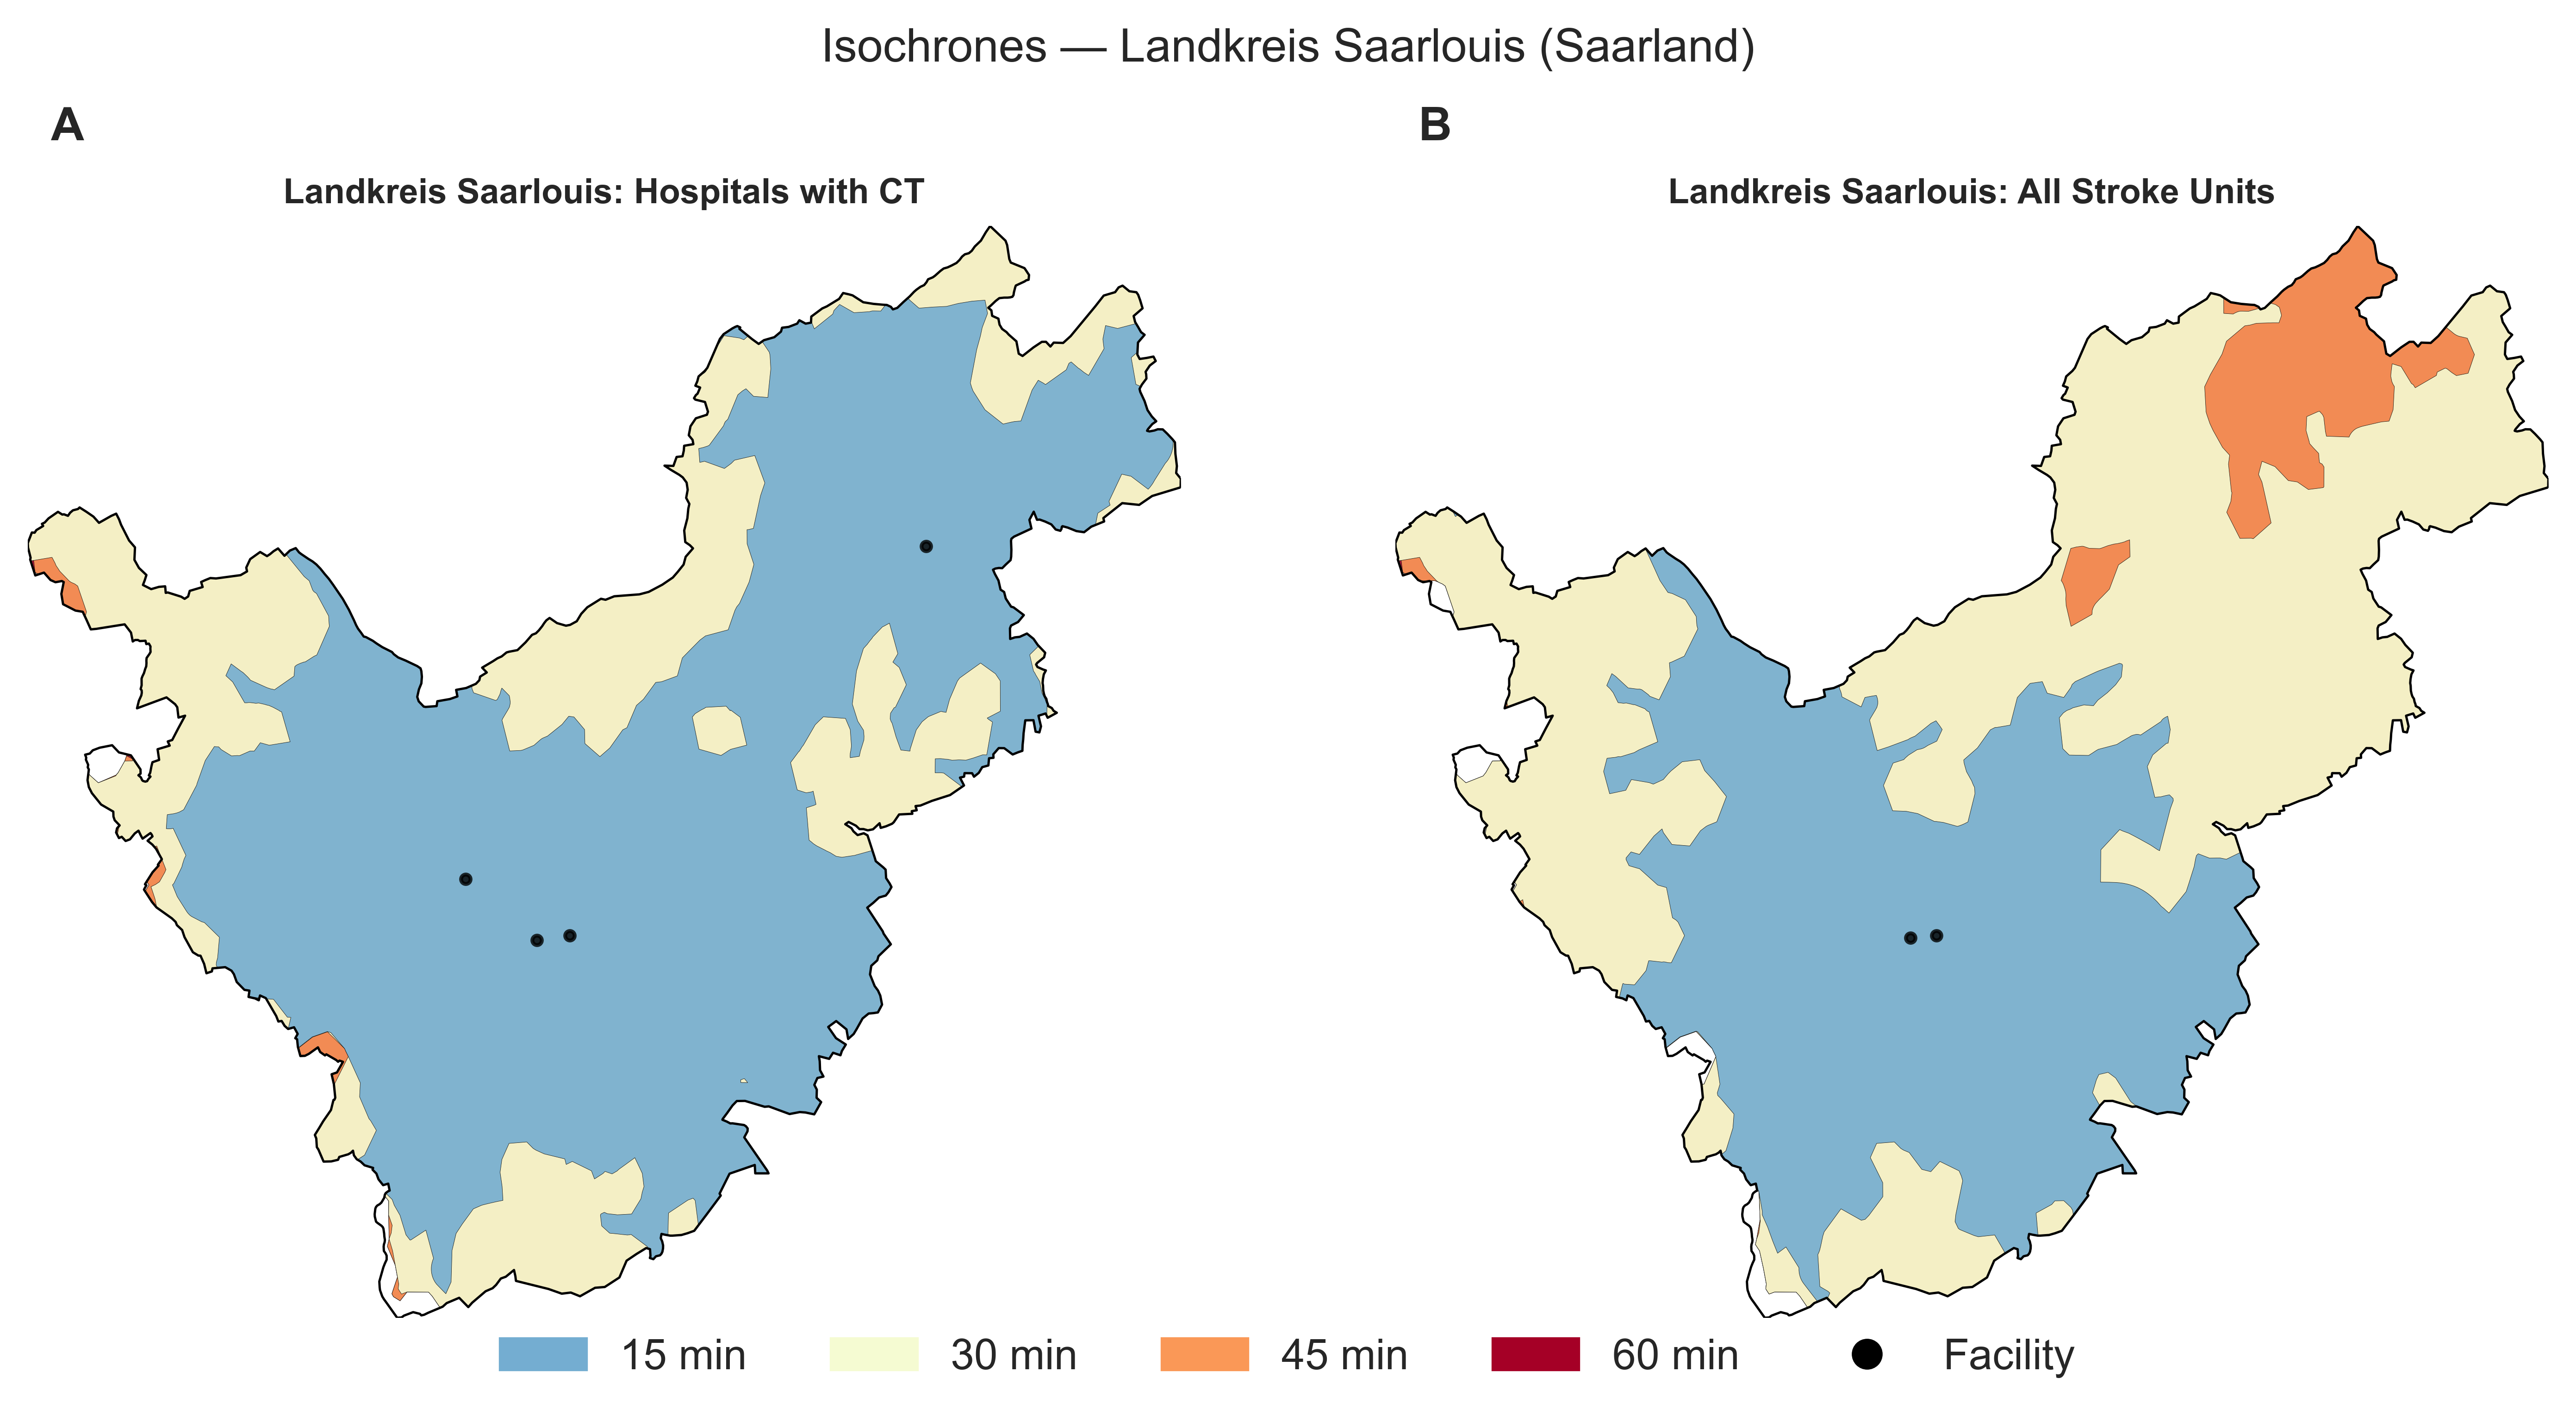 Isochrones — Landkreis Saarlouis (Saarland)
A
B
Landkreis Saarlouis: Hospitals with CT
Landkreis Saarlouis: All Stroke Units
15 min
30 min
45 min
60 min
Facility